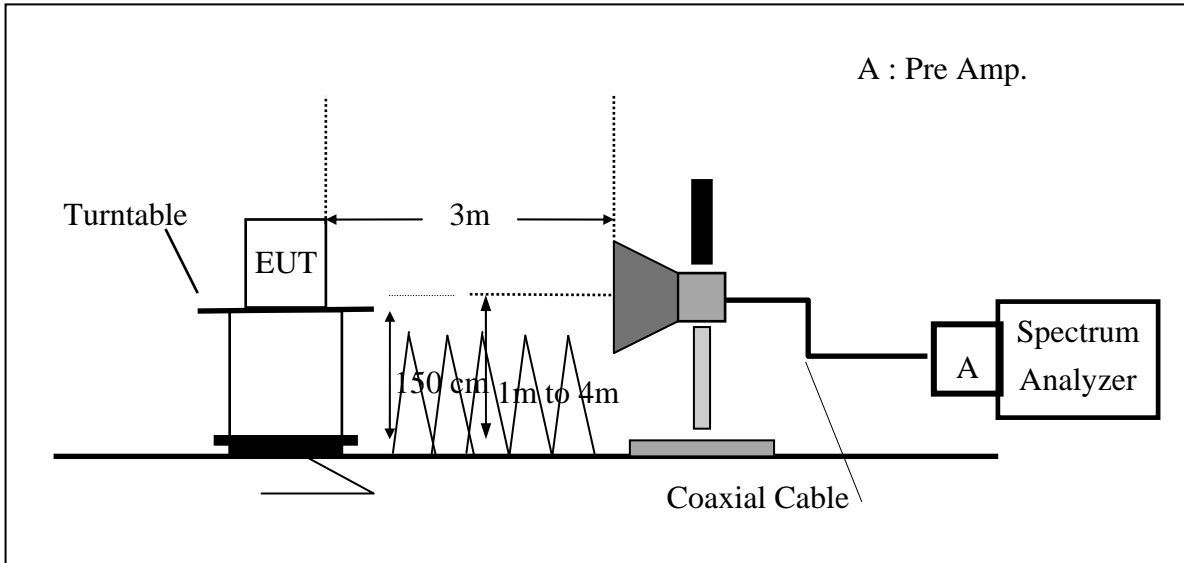 A : Pre Amp.
Turntable
3m
EUT
150 cm
1m to 4m
A
Spectrum
Analyzer
Coaxial Cable